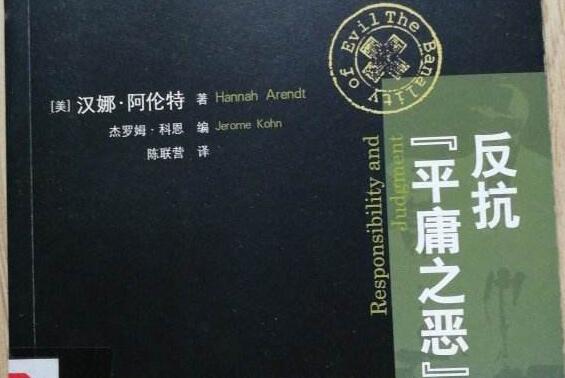 [美] 汉娜·阿伦特 著 Hannah Arendt
杰罗姆·科恩 编 Jerome Kohn
陈联营 译
The Banality of Evil
反抗
『平庸之恶』
Responsibility and
Judgment